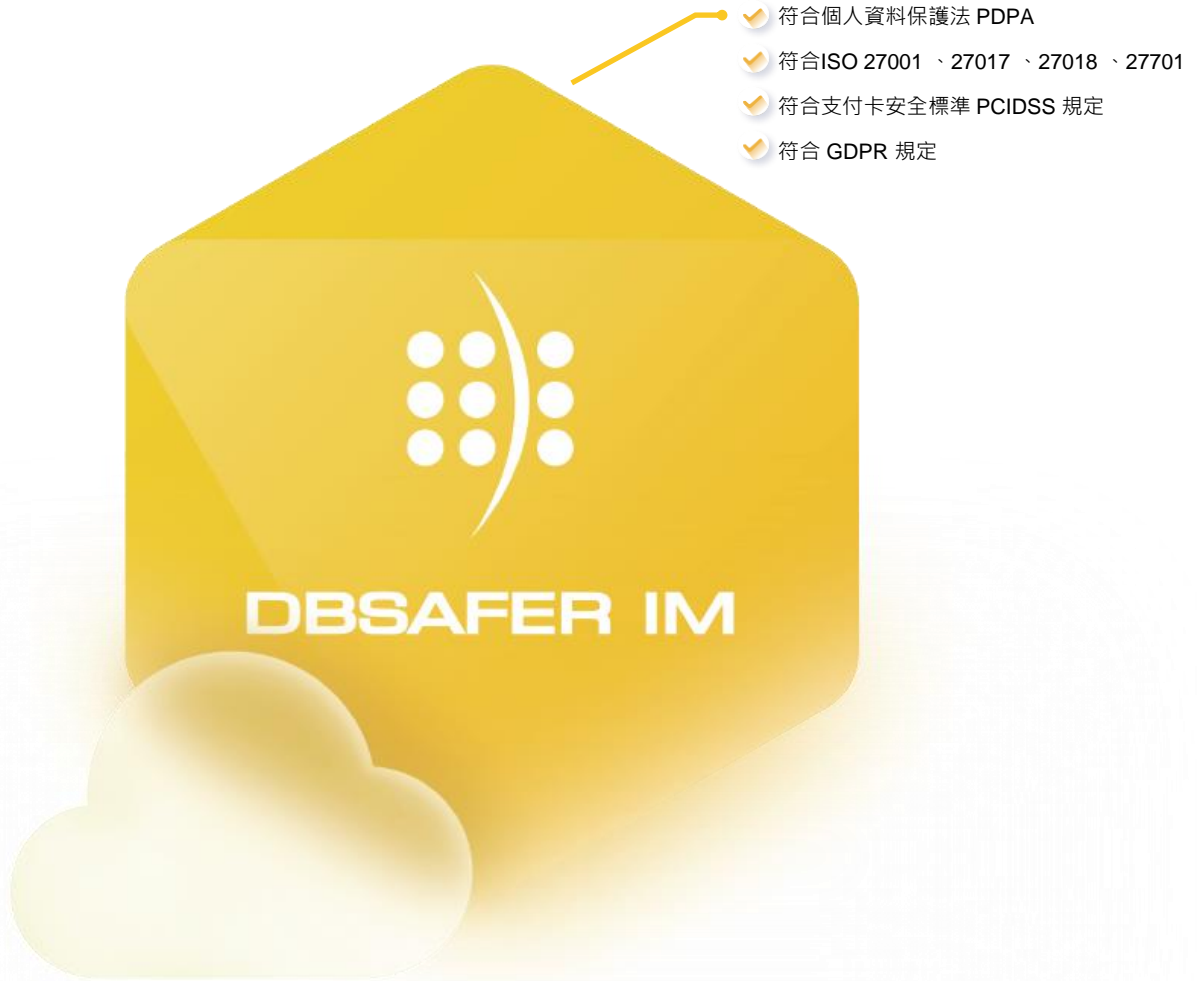 符合個人資料保護法 PDPA
符合ISO 27001 、27017 、27018 、27701
符合支付卡安全標準 PCIDSS 規定
符合 GDPR 規定
DBSAFER IM